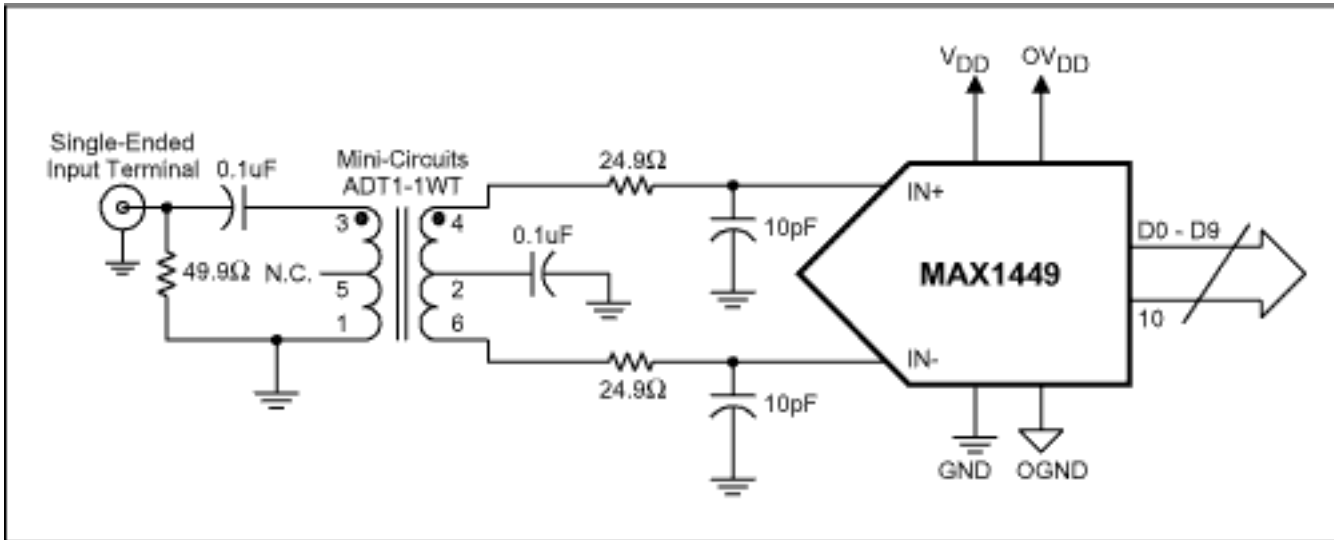 Single-Ended
Input Terminal
0.1uF
49.9Ω
N.C.
Mini-Circuits
ADT1-1WT
3
5
1
4
2
6
0.1uF
24.9Ω
10pF
24.9Ω
10pF
VDD
OVDD
IN+
MAX1449
IN-
D0 - D9
10
GND
OGND